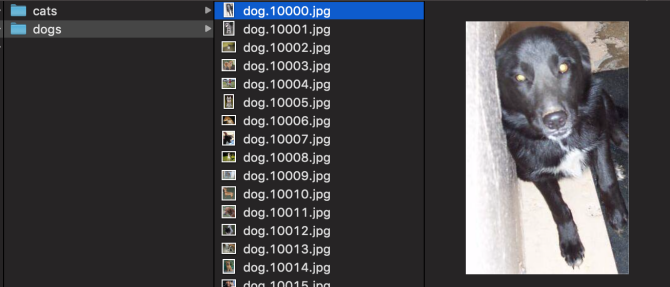 cats
dogs
dog.10000.jpg
dog.10001.jpg
dog.10002.jpg
dog.10003.jpg
dog.10004.jpg
dog.10005.jpg
dog.10006.jpg
dog.10007.jpg
dog.10008.jpg
dog.10009.jpg
dog.10010.jpg
dog.10011.jpg
dog.10012.jpg
dog.10013.jpg
dog.10014.jpg
dog.10015.jpg